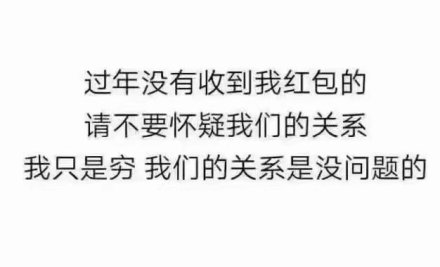 过年没有收到我红包的
请不要怀疑我们的关系
我只是穷 我们的关系是没问题的